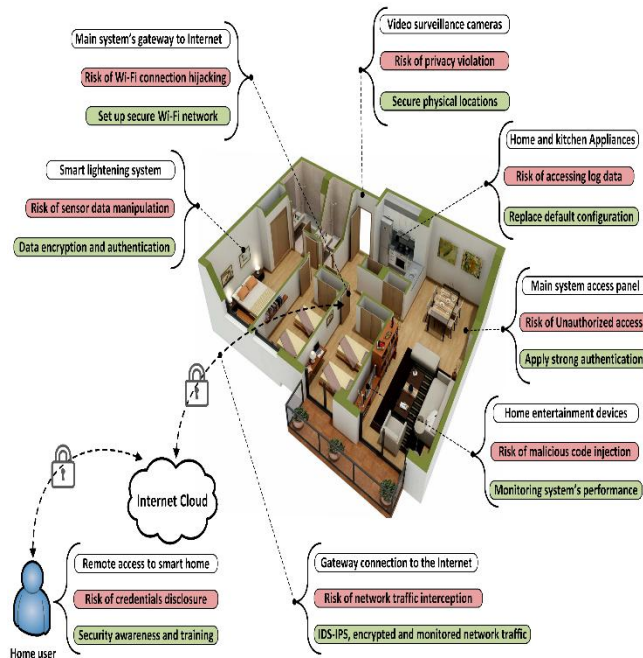 Main system's gateway to Internet
Risk of Wi-Fi connection hijacking
Set up secure Wi-Fi network
Video surveillance cameras
Risk of privacy violation
Secure physical locations
Smart lightening system
Risk of sensor data manipulation
Data encryption and authentication
Home and kitchen Appliances
Risk of accessing log data
Replace default configuration
Main system access panel
Risk of Unauthorized access
Apply strong authentication
Home entertainment devices
Risk of malicious code injection
Monitoring system's performance
Internet Cloud
Remote access to smart home
Risk of credentials disclosure
Security awareness and training
Home user
Gateway connection to the Internet
Risk of network traffic interception
IDS-IPS, encrypted and monitored network traffic